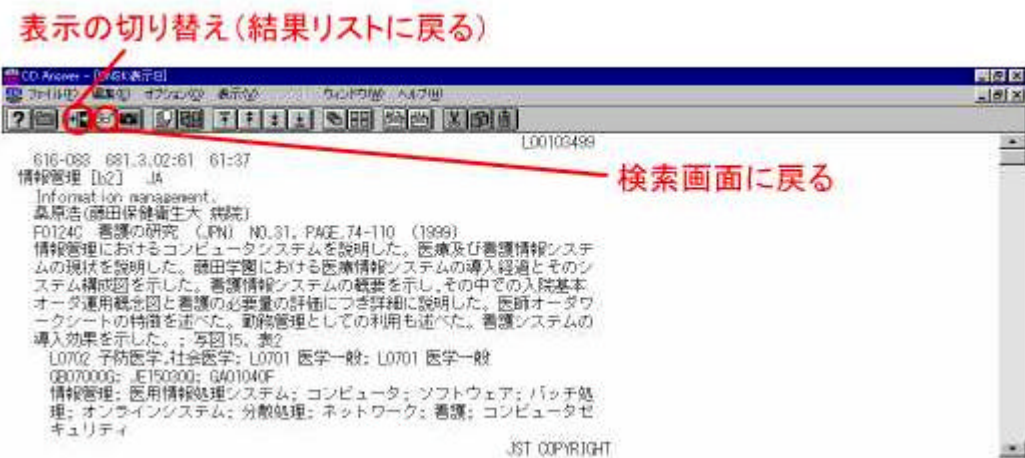 表示の切り替え(結果リストに戻る)
CD Answer - [UNSK:表示B]
ファイル(F) 編集(E) オプション(O) 表示(V) ウィンドウ(W) ヘルプ(H)
L00103499
616-083 681.3.02:61 61:37
検索画面に戻る
情報管理 [b2] JA
Information management.
桑原浩(藤田保健衛生大 病院)
F0124C 看護の研究 (JPN) NO.31, PAGE.74-110 (1999)
情報管理におけるコンピュータシステムを説明した。医療及び看護情報システ
ムの現状を説明した。藤田学園における医療情報システムの導入経過とそのシ
ステム構成図を示した。看護情報システムの概要を示し,その中での入院基本
オーダ運用概念図と看護の必要量の評価につき詳細に説明した。医師オーダワ
ークシートの特徴を述べた。勤務管理としての利用も述べた。看護システムの
導入効果を示した。; 写図15, 表2
L0702 予防医学,社会医学; L0701 医学一般; L0701 医学一般
GB07000G; JE15030Q; GA01040F
情報管理; 医用情報処理システム; コンピュータ; ソフトウェア; バッチ処
理; オンラインシステム; 分散処理; ネットワーク; 看護; コンピュータセ
キュリティ
JST COPYRIGHT